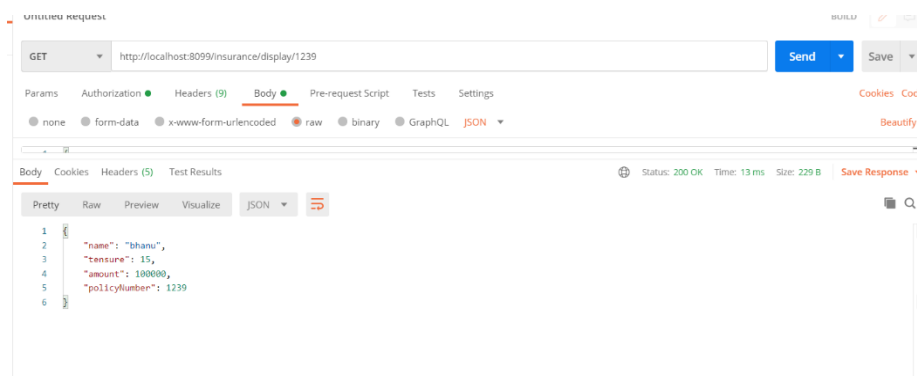 Untitled Request BUILD
GET http://localhost:8099/insurance/display/1239 Send Save
Params Authorization Headers (9) Body Pre-request Script Tests Settings Cookies
none form-data x-www-form-urlencoded raw binary GraphQL JSON Beautify
Body Cookies Headers (5) Test Results Status: 200 OK Time: 13 ms Size: 229 B Save Response
Pretty Raw Preview Visualize JSON
1 {
2 "name": "bhanu",
3 "tensure": 15,
4 "amount": 100000,
5 "policyNumber": 1239
6 }